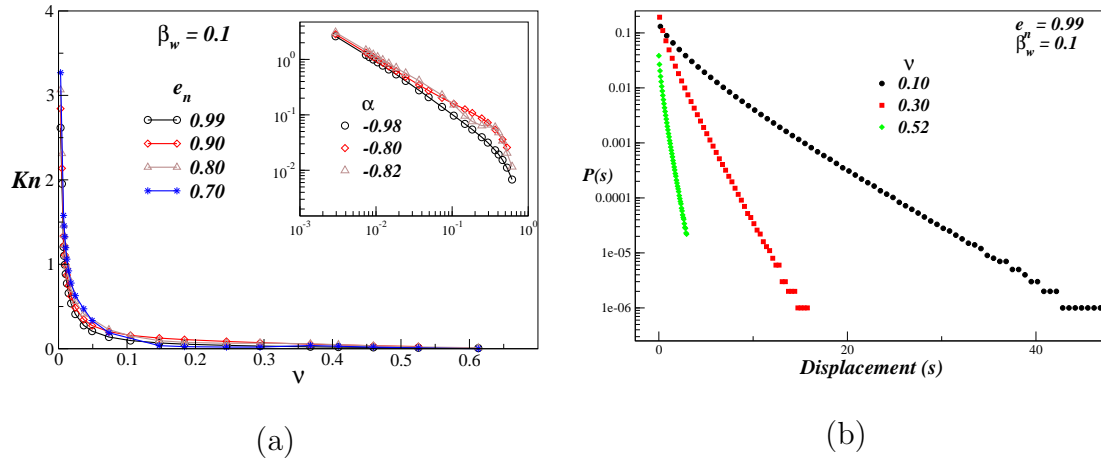 β_w = 0.1
e_n
0.99
0.90
0.80
0.70
Kn
4
3
2
1
0
0
0.1
0.2
0.3
0.4
0.5
0.6
ν
α
-0.98
-0.80
-0.82
10^0
10^-1
10^-2
10^-3
10^-2
10^-1
10^0
(a)
e_n = 0.99
β_w = 0.1
ν
0.10
0.30
0.52
P(s)
0.1
0.01
0.001
0.0001
1e-05
1e-06
0
20
40
Displacement (s)
(b)